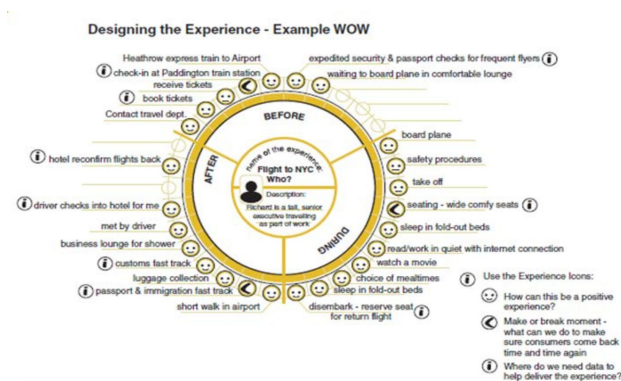 Designing the Experience - Example WOW
Heathrow express train to Airport
i check-in at Paddington train station
receive tickets
i book tickets
Contact travel dept.
expedited security & passport checks for frequent flyers i
waiting to board plane in comfortable lounge
BEFORE
board plane
safety procedures
take off
seating - wide comfy seats i
sleep in fold-out beds
read/work in quiet with internet connection
watch a movie
choice of mealtimes
sleep in fold-out beds
disembark - reserve seat
for return flight i
DURING
short walk in airport
i passport & immigration fast track
luggage collection
i customs fast track
business lounge for shower
met by driver
i driver checks into hotel for me
i hotel reconfirm flights back
AFTER
name of the experience:
Flight to NYC
Who?
Description:
Richard is a tall, senior
executive travelling
as part of work
i Use the Experience Icons:
How can this be a positive
experience?
Make or break moment -
what can we do to make
sure consumers come back
time and time again
i Where do we need data to
help deliver the experience?